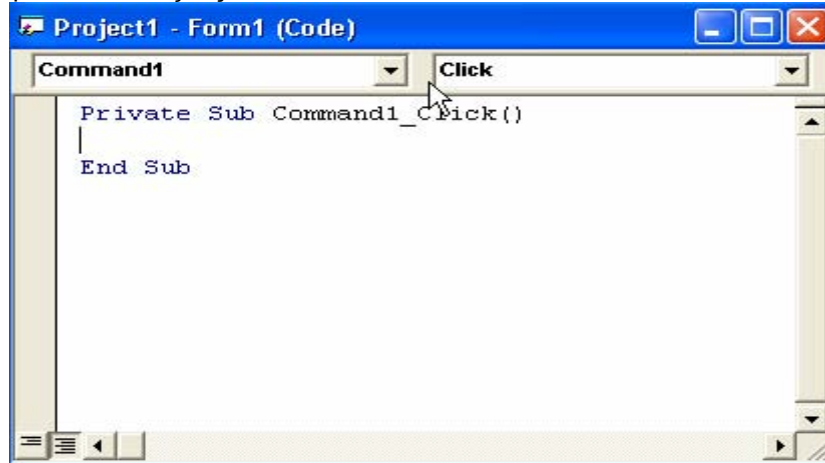 Project1 - Form1 (Code)
Command1 Click
Private Sub Command1_Click()
End Sub